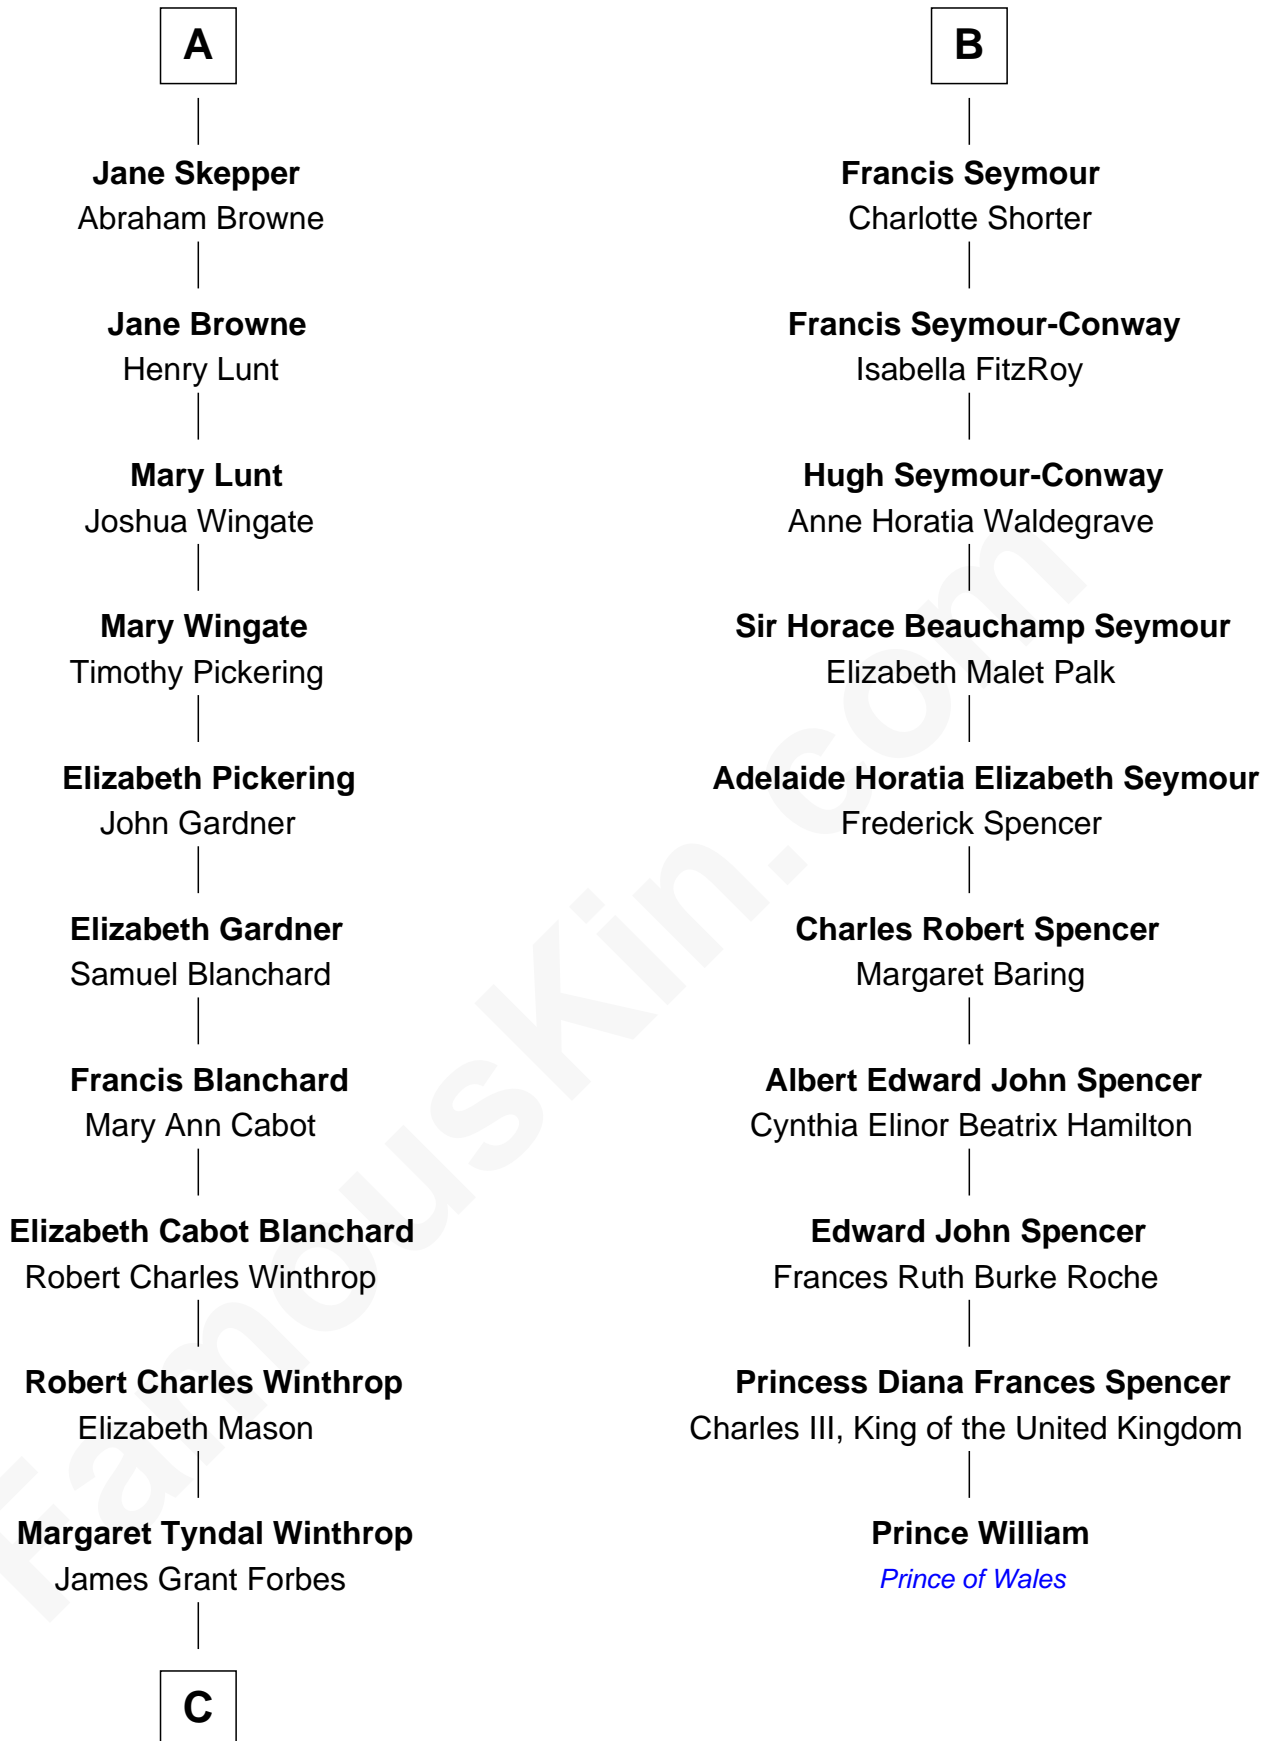 A
Jane Skepper
Abraham Browne
Jane Browne
Henry Lunt
Mary Lunt
Joshua Wingate
Mary Wingate
Timothy Pickering
Elizabeth Pickering
John Gardner
Elizabeth Gardner
Samuel Blanchard
Francis Blanchard
Mary Ann Cabot
Elizabeth Cabot Blanchard
Robert Charles Winthrop
Robert Charles Winthrop
Elizabeth Mason
Margaret Tyndal Winthrop
James Grant Forbes
C
B
Francis Seymour
Charlotte Shorter
Francis Seymour-Conway
Isabella FitzRoy
Hugh Seymour-Conway
Anne Horatia Waldegrave
Sir Horace Beauchamp Seymour
Elizabeth Malet Palk
Adelaide Horatia Elizabeth Seymour
Frederick Spencer
Charles Robert Spencer
Margaret Baring
Albert Edward John Spencer
Cynthia Elinor Beatrix Hamilton
Edward John Spencer
Frances Ruth Burke Roche
Princess Diana Frances Spencer
Charles III, King of the United Kingdom
Prince William
Prince of Wales
FamousKin.com